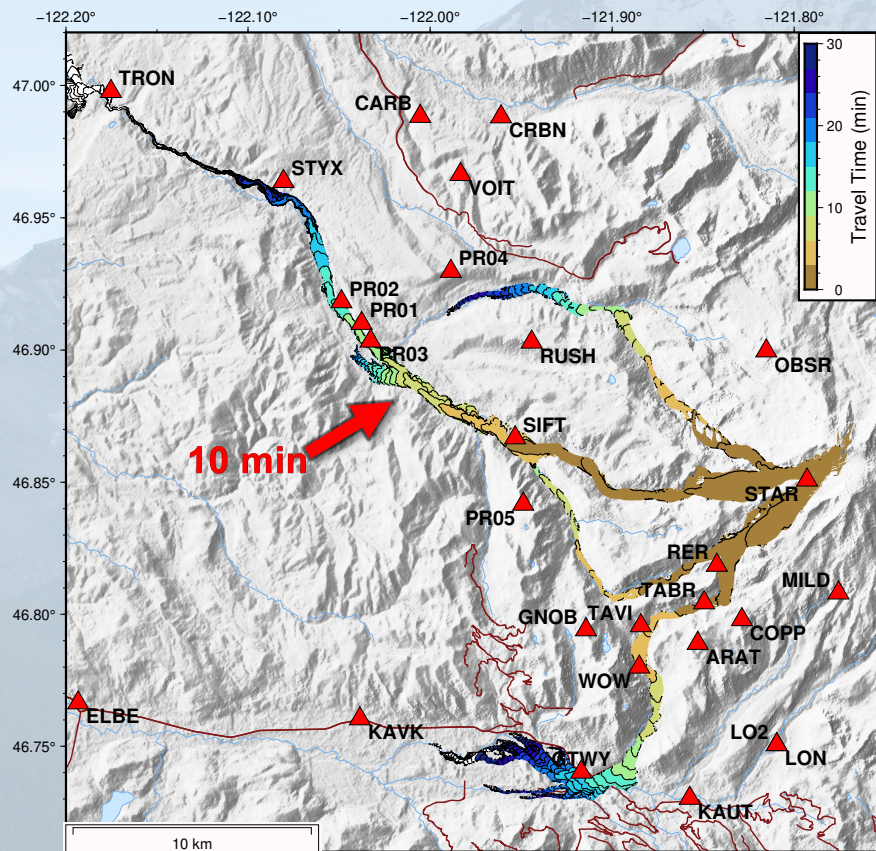 −122.20° −122.10° −122.00° −121.90° −121.80°
47.00°
46.95°
46.90°
46.85°
46.80°
46.75°
30
20
10
0
Travel Time (min)
TRON
CARB
CRBN
STYX
VOIT
PR04
PR02
PR01
PR03
RUSH
OBSR
10 min
SIFT
STAR
PR05
RER
TABR
MILD
GNOB
TAVI
COPP
ARAT
WOW
ELBE
KAVK
LO2
LON
GTWY
KAUT
10 km